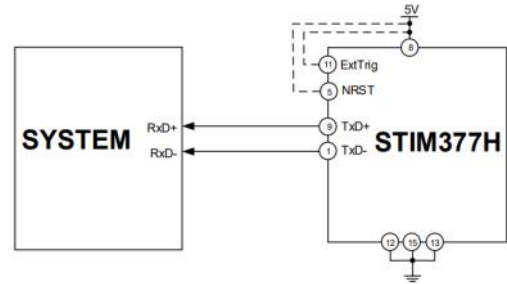 5V
8
11 ExtTrig
5 NRST
RxD+ 9 TxD+
SYSTEM STIM377H
RxD- 1 TxD-
12 15 13